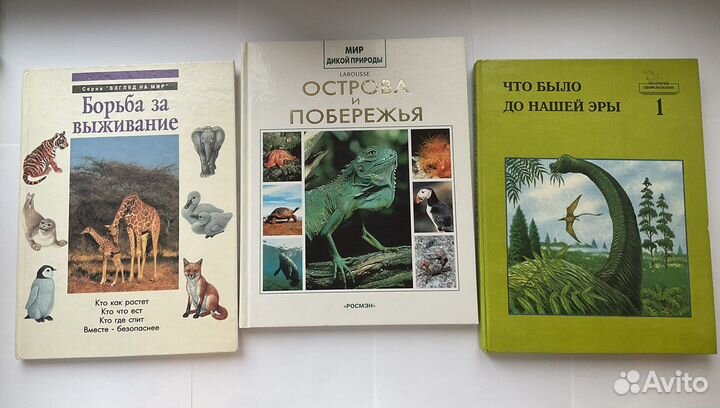 Серия "ВЗГЛЯД НА МИР"
Борьба за
выживание
Кто как растет
Кто что ест
Кто где спит
Вместе - безопаснее
МИР
ДИКОЙ ПРИРОДЫ
LAROUSSE
ОСТРОВА
И
ПОБЕРЕЖЬЯ
"РОСМЭН"
ЧТО БЫЛО
ДО НАШЕЙ ЭРЫ
1
Avito